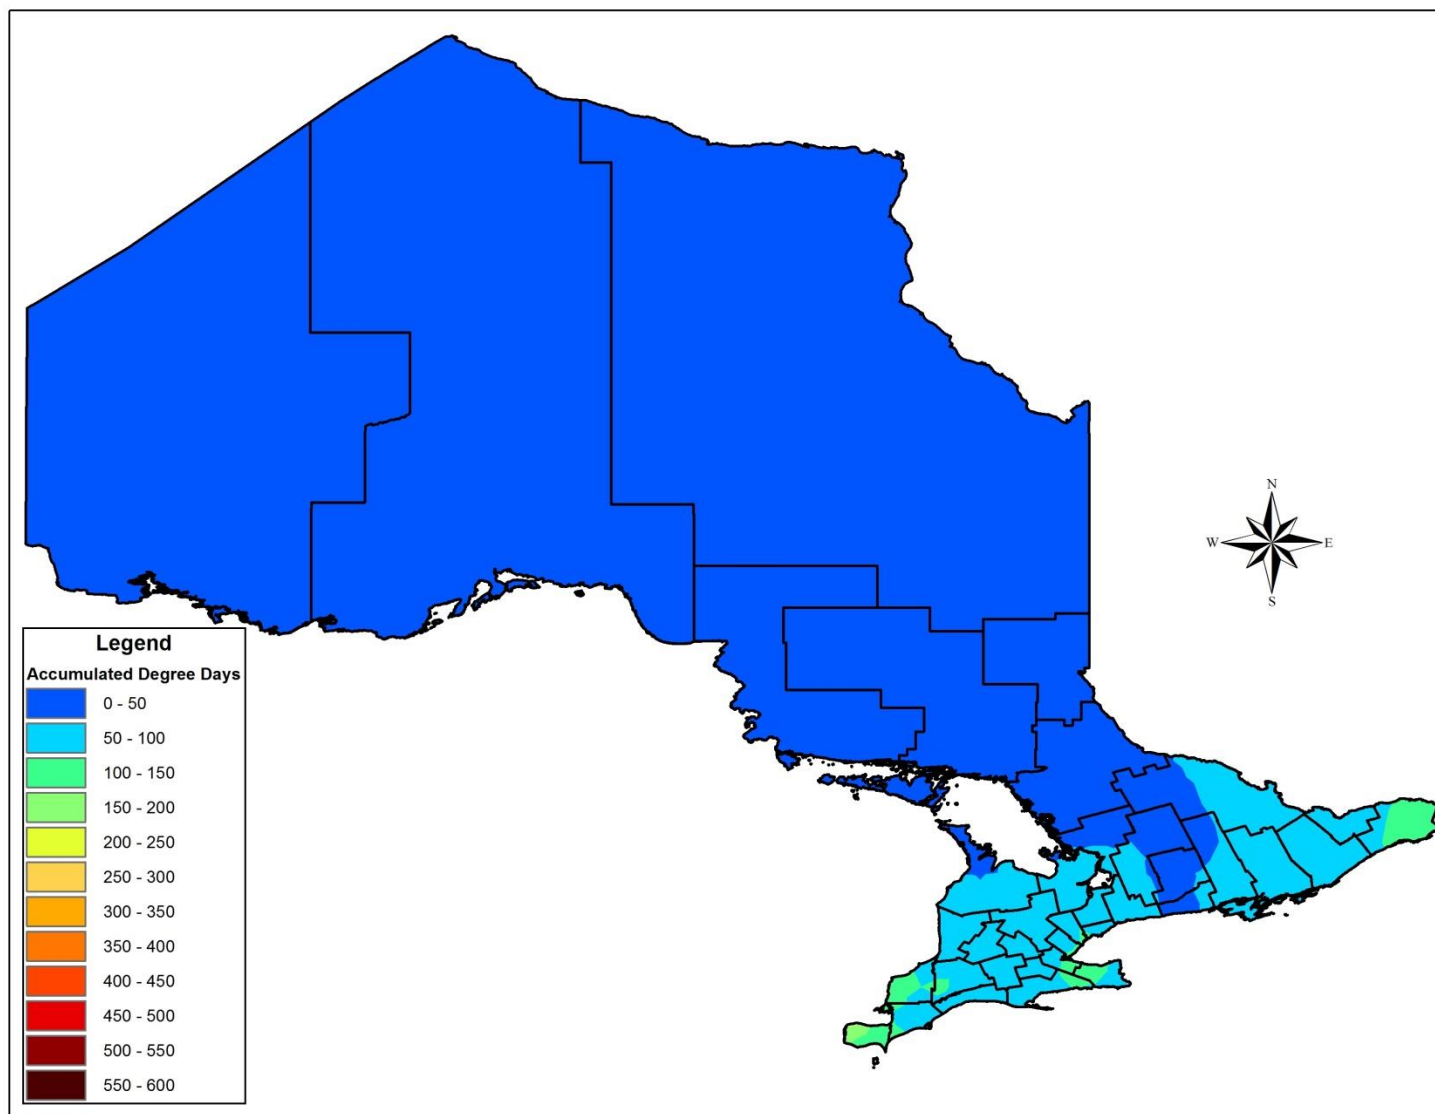 N
W
E
S
Legend
Accumulated Degree Days
0 - 50
50 - 100
100 - 150
150 - 200
200 - 250
250 - 300
300 - 350
350 - 400
400 - 450
450 - 500
500 - 550
550 - 600